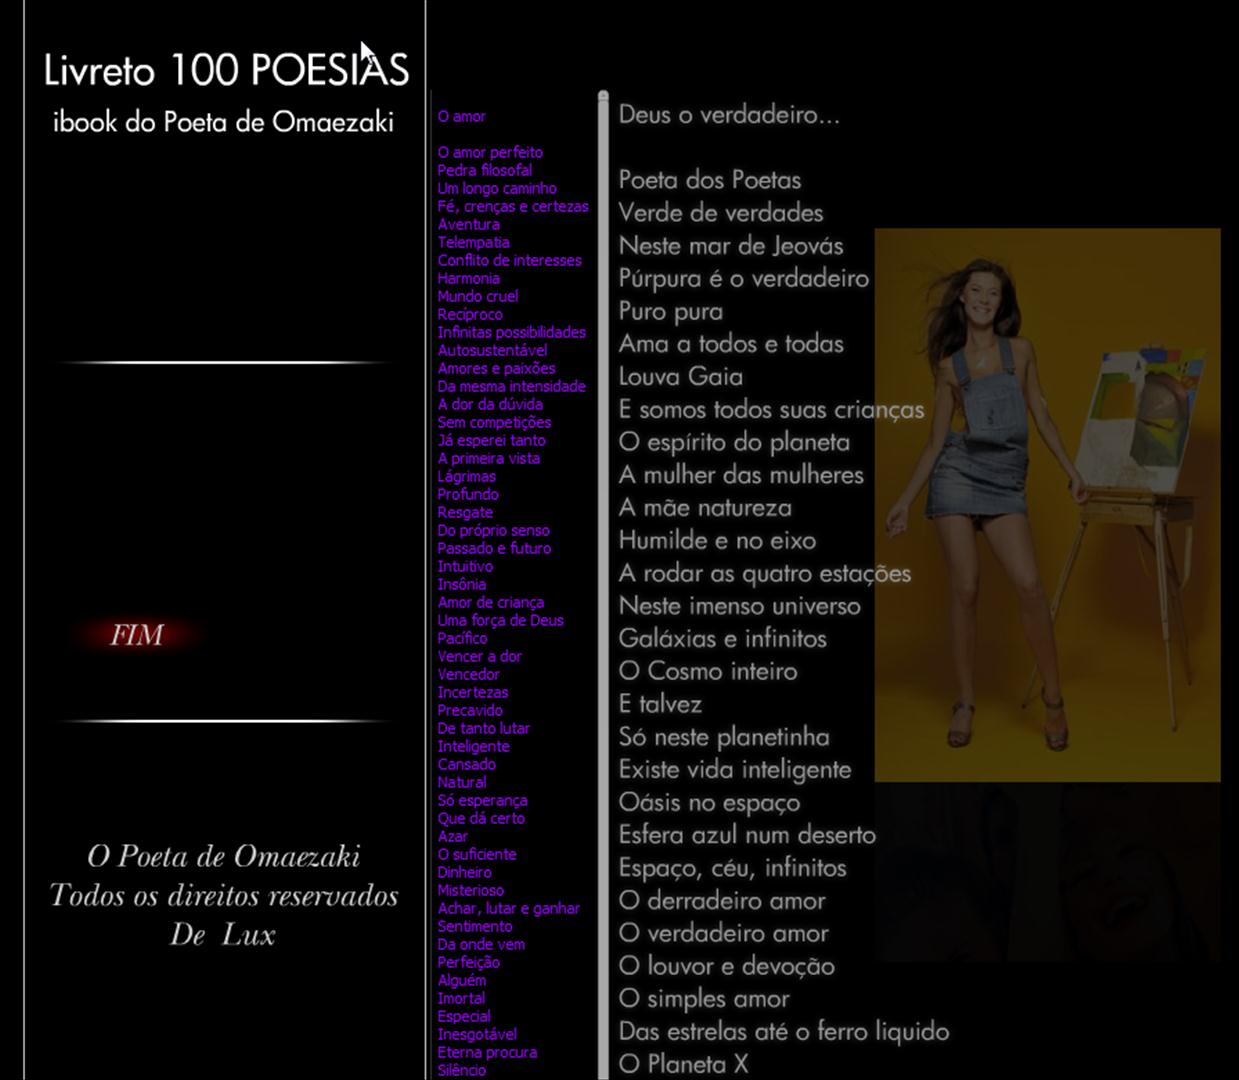 Livreto 100 POESIAS
ibook do Poeta de Omaezaki
FIM
O Poeta de Omaezaki
Todos os direitos reservados
De Lux
O amor
O amor perfeito
Pedra filosofal
Um longo caminho
Fé, crenças e certezas
Aventura
Telempatia
Conflito de interesses
Harmonia
Mundo cruel
Recíproco
Infinitas possibilidades
Autosustentável
Amores e paixões
Da mesma intensidade
A dor da dúvida
Sem competições
Já esperei tanto
A primeira vista
Lágrimas
Profundo
Resgate
Do próprio senso
Passado e futuro
Intuitivo
Insônia
Amor de criança
Uma força de Deus
Pacífico
Vencer a dor
Vencedor
Incertezas
Precavido
De tanto lutar
Inteligente
Cansado
Natural
Só esperança
Que dá certo
Azar
O suficiente
Dinheiro
Misterioso
Achar, lutar e ganhar
Sentimento
Da onde vem
Perfeição
Alguém
Imortal
Especial
Inesgotável
Eterna procura
Silêncio
Deus o verdadeiro...
Poeta dos Poetas
Verde de verdades
Neste mar de Jeovás
Púrpura é o verdadeiro
Puro pura
Ama a todos e todas
Louva Gaia
E somos todos suas crianças
O espírito do planeta
A mulher das mulheres
A mãe natureza
Humilde e no eixo
A rodar as quatro estações
Neste imenso universo
Galáxias e infinitos
O Cosmo inteiro
E talvez
Só neste planetinha
Existe vida inteligente
Oásis no espaço
Esfera azul num deserto
Espaço, céu, infinitos
O derradeiro amor
O verdadeiro amor
O louvor e devoção
O simples amor
Das estrelas até o ferro liquido
O Planeta X